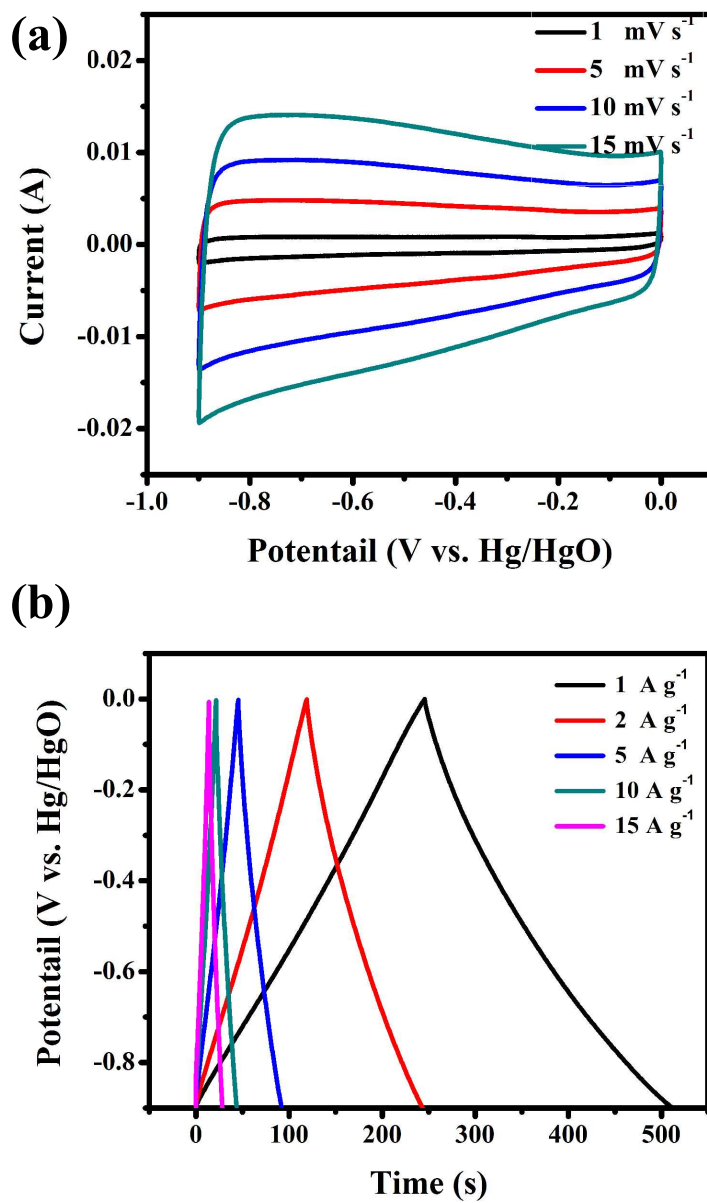 (a)
1 mV s⁻¹
5 mV s⁻¹
10 mV s⁻¹
15 mV s⁻¹
0.02
0.01
0.00
-0.01
-0.02
Current (A)
-1.0 -0.8 -0.6 -0.4 -0.2 0.0
Potentail (V vs. Hg/HgO)
(b)
1 A g⁻¹
2 A g⁻¹
5 A g⁻¹
10 A g⁻¹
15 A g⁻¹
0.0
-0.2
-0.4
-0.6
-0.8
Potentail (V vs. Hg/HgO)
0 100 200 300 400 500
Time (s)